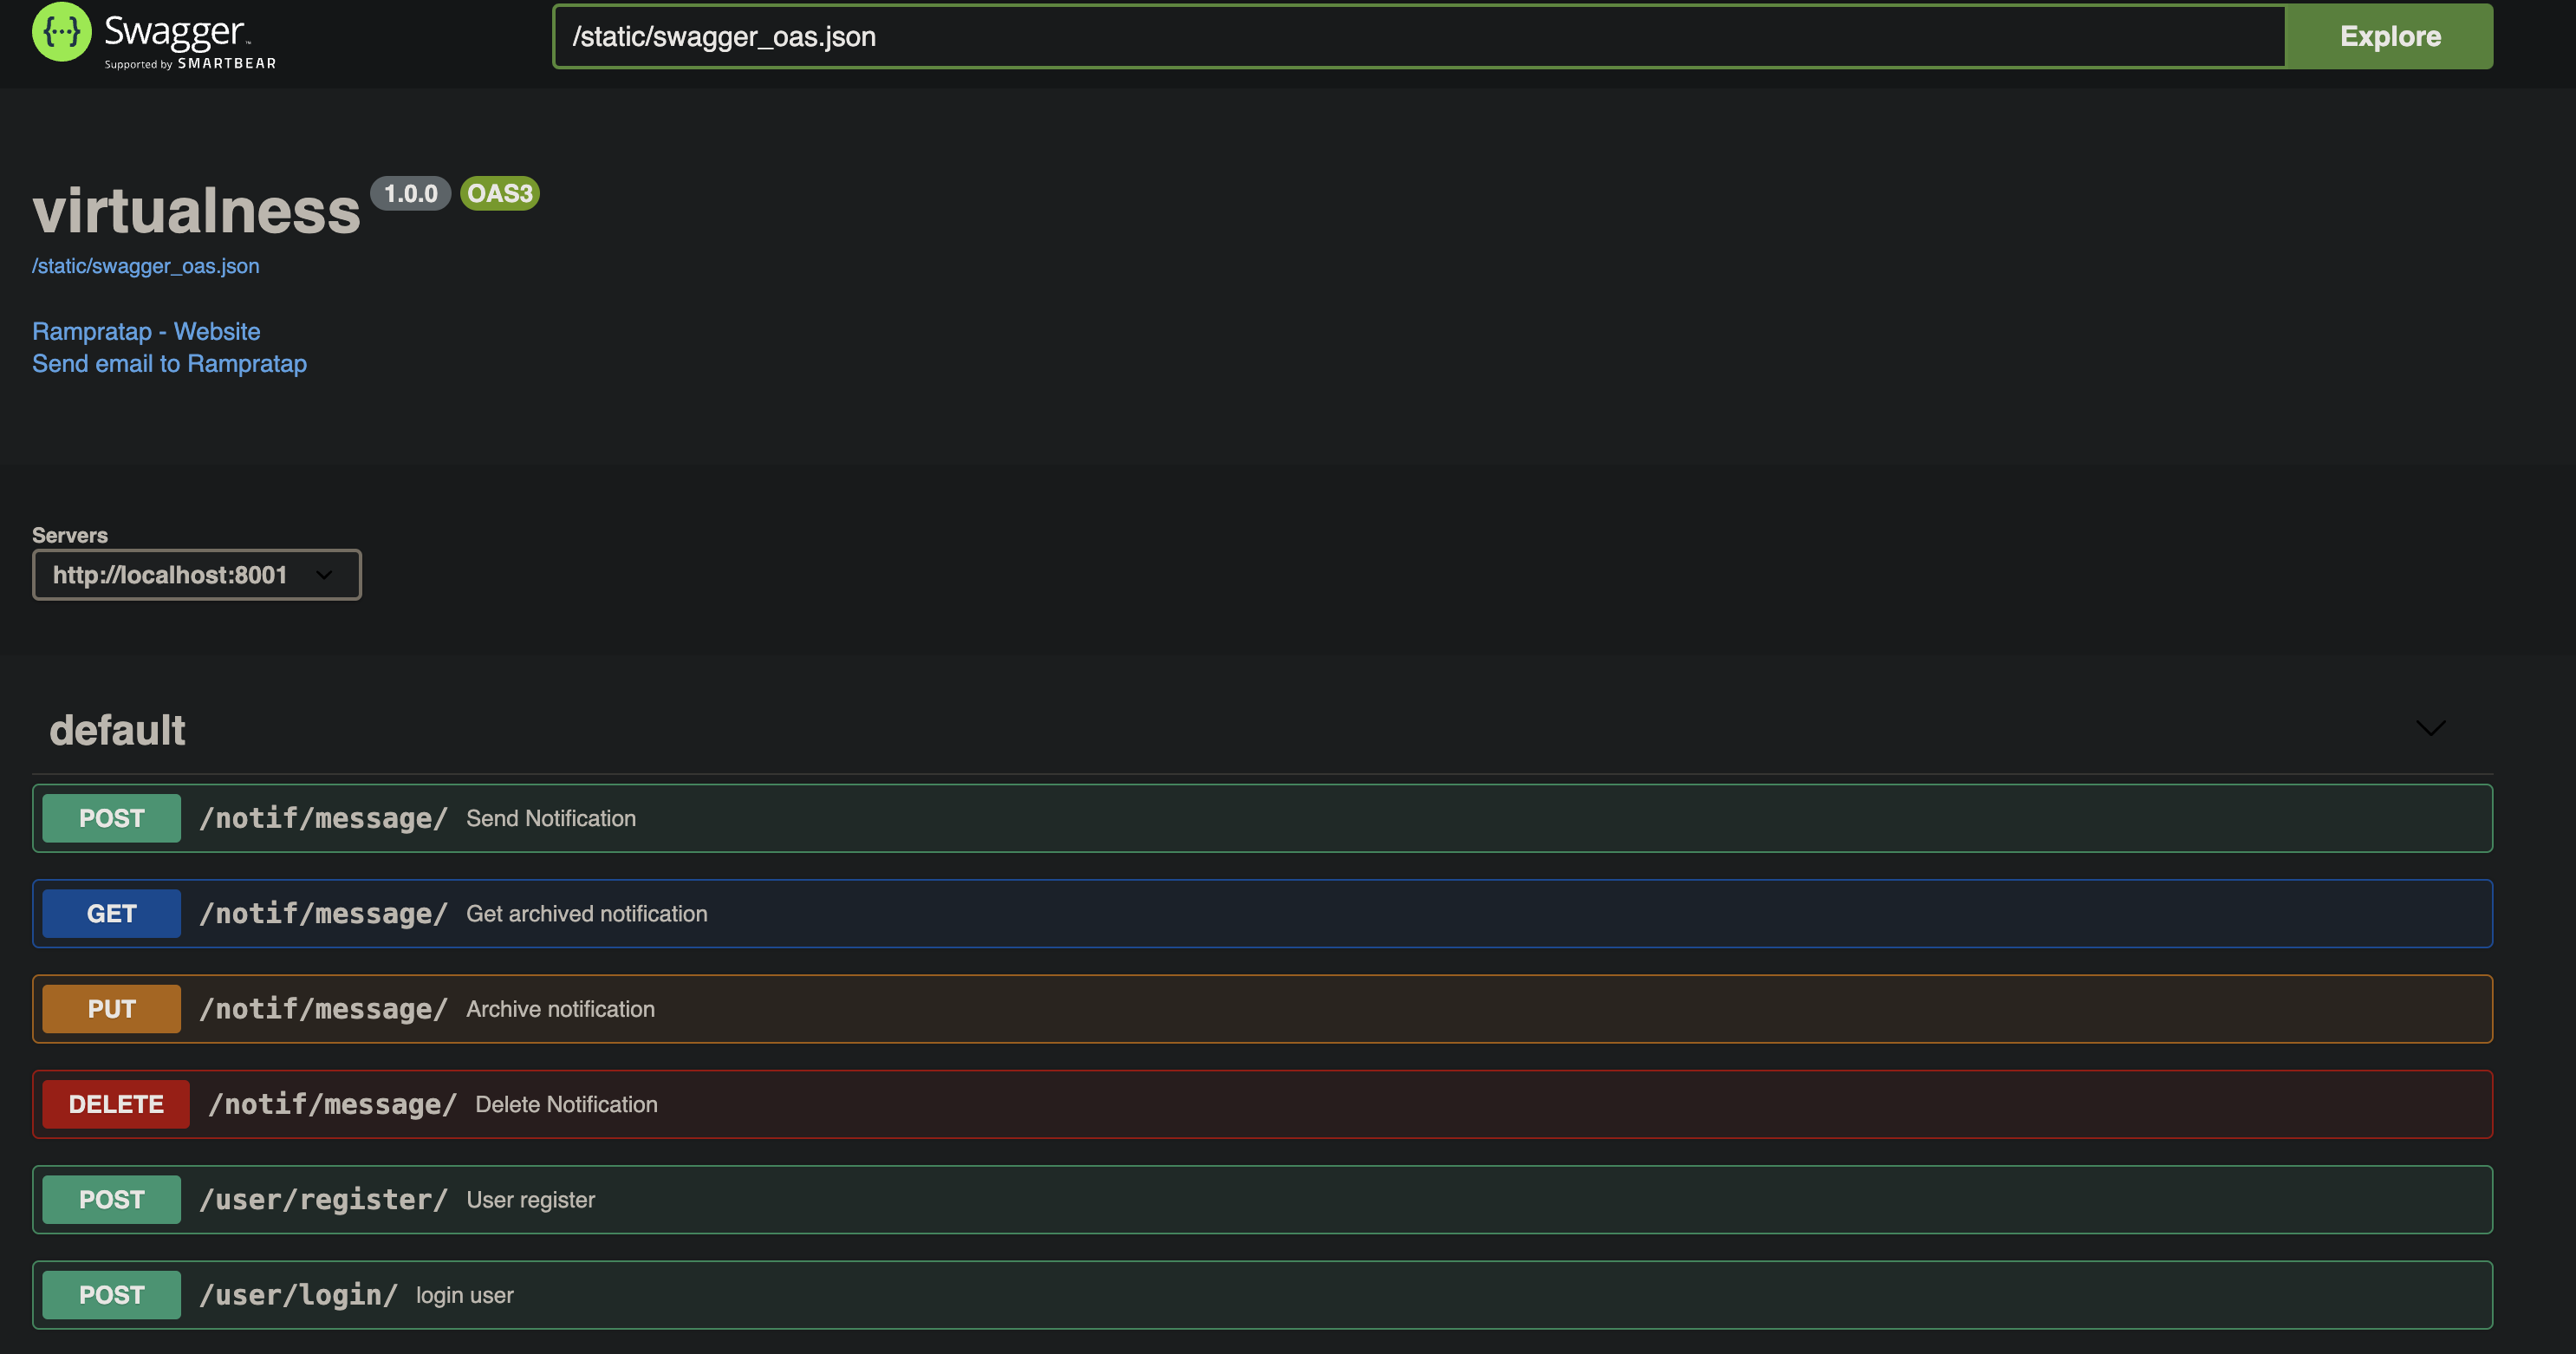 {...} Swagger™
Supported by SMARTBEAR
/static/swagger_oas.json
Explore
virtualness 1.0.0 OAS3
/static/swagger_oas.json
Rampratap - Website
Send email to Rampratap
Servers
http://localhost:8001
default
POST /notif/message/ Send Notification
GET /notif/message/ Get archived notification
PUT /notif/message/ Archive notification
DELETE /notif/message/ Delete Notification
POST /user/register/ User register
POST /user/login/ login user